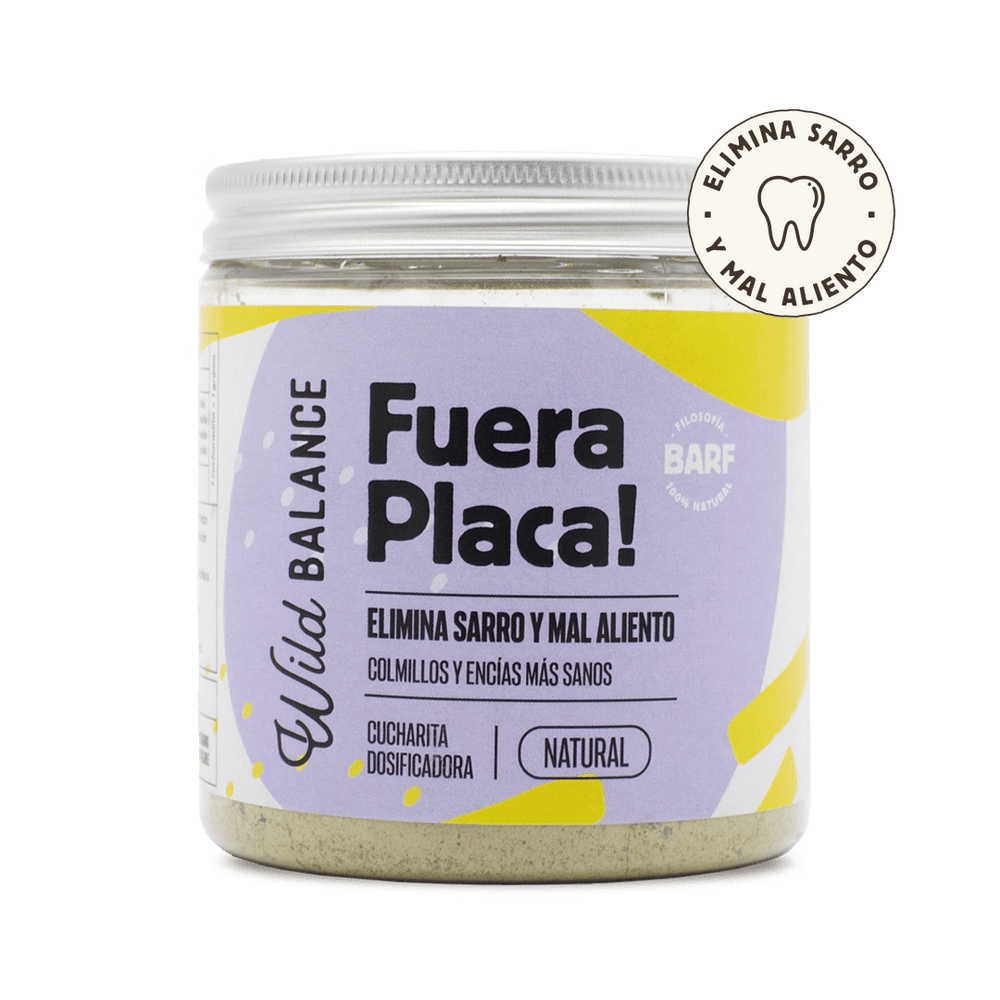 ELIMINA SARRO
Y MAL ALIENTO
Wild BALANCE
Fuera
Placa!
FILOSOFÍA
BARF
100% NATURAL
ELIMINA SARRO Y MAL ALIENTO
COLMILLOS Y ENCÍAS MÁS SANOS
CUCHARITA
DOSIFICADORA
NATURAL